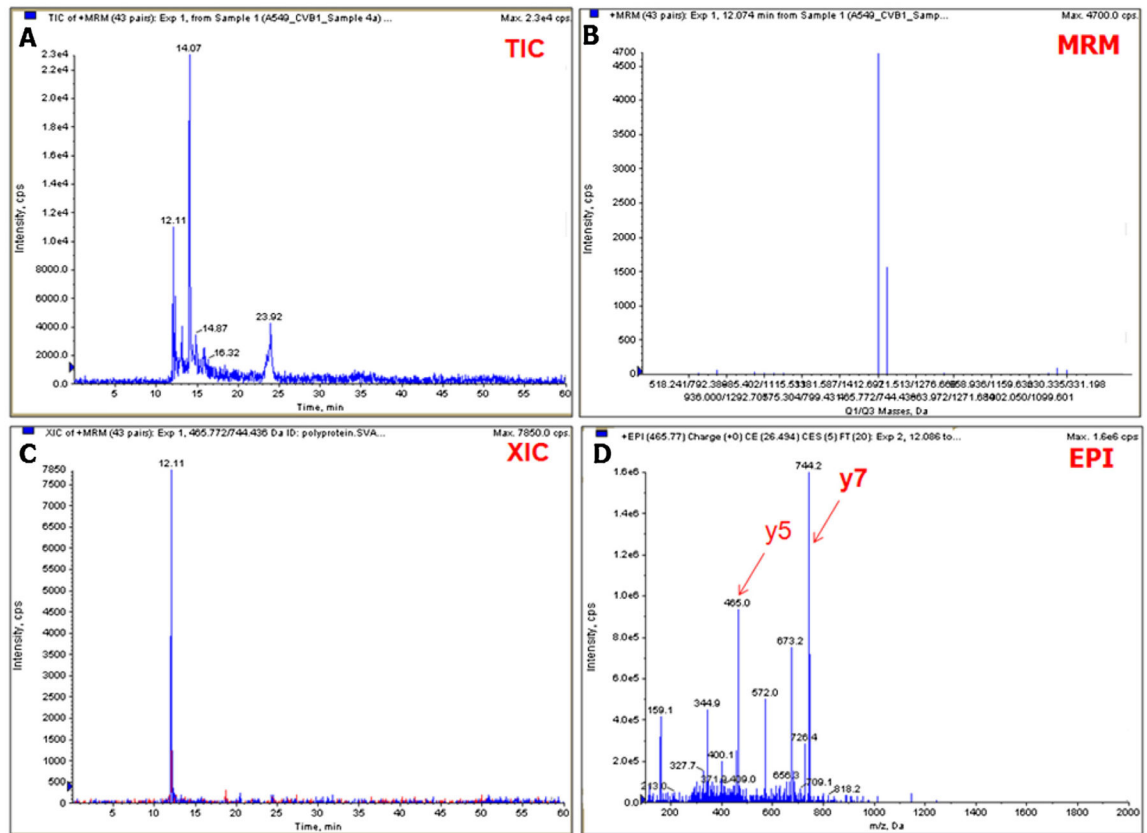 A
TIC of +MRM (43 pairs): Exp 1, from Sample 1 (A549_CVB1_Sample 4a) ...
Max. 2.3e4 cps.
TIC
14.07
2.3e4
2.2e4
2.0e4
1.8e4
1.6e4
1.4e4
1.2e4
1.0e4
8000.0
6000.0
4000.0
2000.0
0.0
12.11
14.87
16.32
23.92
Intensity, cps
5 10 15 20 25 30 35 40 45 50 55 60
Time, min
B
+MRM (43 pairs): Exp 1, 12.074 min from Sample 1 (A549_CVB1_Samp...
Max. 4700.0 cps.
MRM
4700
4500
4000
3500
3000
2500
2000
1500
1000
500
0
Intensity, cps
Q1/Q3 Masses, Da
C
XIC of +MRM (43 pairs): Exp 1, 465.772/744.436 Da ID: polyprotein.SVA...
Max. 7850.0 cps.
XIC
12.11
7850
7500
7000
6500
6000
5500
5000
4500
4000
3500
3000
2500
2000
1500
1000
500
0
Intensity, cps
5 10 15 20 25 30 35 40 45 50 55 60
Time, min
D
+EPI (465.77) Charge (+0) CE (26.494) CES (5) FT (20): Exp 2, 12.086 to...
Max. 1.6e6 cps.
EPI
744.2
y7
y5
1.6e6
1.4e6
1.2e6
1.0e6
8.0e5
6.0e5
4.0e5
2.0e5
0.0
465.0
673.2
572.0
159.1
344.9
726.4
400.1
327.7
409.0
656.3
709.1
213.0
818.2
Intensity, cps
200 400 600 800 1000 1200 1400 1600 1800 2000
m/z, Da